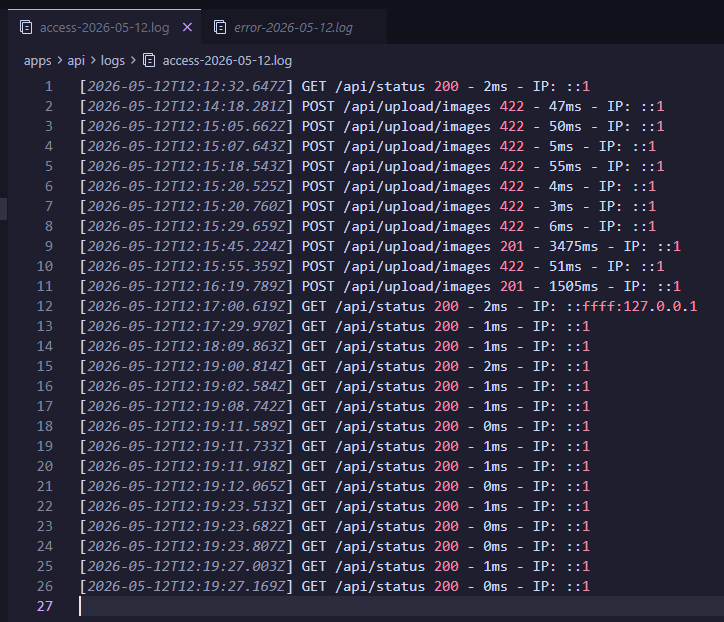 access-2026-05-12.log × error-2026-05-12.log
apps > api > logs > access-2026-05-12.log
1 [2026-05-12T12:12:32.647Z] GET /api/status 200 - 2ms - IP: ::1
2 [2026-05-12T12:14:18.281Z] POST /api/upload/images 422 - 47ms - IP: ::1
3 [2026-05-12T12:15:05.662Z] POST /api/upload/images 422 - 50ms - IP: ::1
4 [2026-05-12T12:15:07.643Z] POST /api/upload/images 422 - 5ms - IP: ::1
5 [2026-05-12T12:15:18.543Z] POST /api/upload/images 422 - 55ms - IP: ::1
6 [2026-05-12T12:15:20.525Z] POST /api/upload/images 422 - 4ms - IP: ::1
7 [2026-05-12T12:15:20.760Z] POST /api/upload/images 422 - 3ms - IP: ::1
8 [2026-05-12T12:15:29.659Z] POST /api/upload/images 422 - 6ms - IP: ::1
9 [2026-05-12T12:15:45.224Z] POST /api/upload/images 201 - 3475ms - IP: ::1
10 [2026-05-12T12:15:55.359Z] POST /api/upload/images 422 - 51ms - IP: ::1
11 [2026-05-12T12:16:19.789Z] POST /api/upload/images 201 - 1505ms - IP: ::1
12 [2026-05-12T12:17:00.619Z] GET /api/status 200 - 2ms - IP: ::ffff:127.0.0.1
13 [2026-05-12T12:17:29.970Z] GET /api/status 200 - 1ms - IP: ::1
14 [2026-05-12T12:18:09.863Z] GET /api/status 200 - 1ms - IP: ::1
15 [2026-05-12T12:19:00.814Z] GET /api/status 200 - 2ms - IP: ::1
16 [2026-05-12T12:19:02.584Z] GET /api/status 200 - 1ms - IP: ::1
17 [2026-05-12T12:19:08.742Z] GET /api/status 200 - 1ms - IP: ::1
18 [2026-05-12T12:19:11.589Z] GET /api/status 200 - 0ms - IP: ::1
19 [2026-05-12T12:19:11.733Z] GET /api/status 200 - 1ms - IP: ::1
20 [2026-05-12T12:19:11.918Z] GET /api/status 200 - 1ms - IP: ::1
21 [2026-05-12T12:19:12.065Z] GET /api/status 200 - 0ms - IP: ::1
22 [2026-05-12T12:19:23.513Z] GET /api/status 200 - 1ms - IP: ::1
23 [2026-05-12T12:19:23.682Z] GET /api/status 200 - 0ms - IP: ::1
24 [2026-05-12T12:19:23.807Z] GET /api/status 200 - 0ms - IP: ::1
25 [2026-05-12T12:19:27.003Z] GET /api/status 200 - 1ms - IP: ::1
26 [2026-05-12T12:19:27.169Z] GET /api/status 200 - 0ms - IP: ::1
27